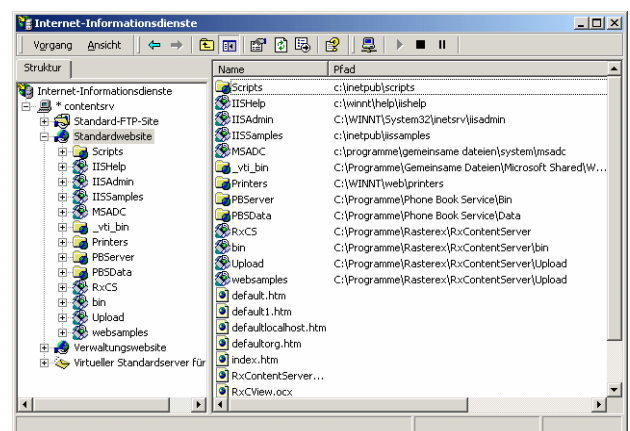 Internet-Informationsdienste
Vorgang Ansicht
Struktur
Internet-Informationsdienste
* contentsrv
Standard-FTP-Site
Standardwebsite
Scripts
IISHelp
IISAdmin
IISSamples
MSADC
_vti_bin
Printers
PBServer
PBSData
RxCS
bin
Upload
websamples
Verwaltungswebsite
Virtueller Standardserver für
Name Pfad
Scripts c:\inetpub\scripts
IISHelp c:\winnt\help\iishelp
IISAdmin C:\WINNT\System32\inetsrv\iisadmin
IISSamples c:\inetpub\iissamples
MSADC c:\programme\gemeinsame dateien\system\msadc
_vti_bin C:\Programme\Gemeinsame Dateien\Microsoft Shared\W...
Printers C:\WINNT\web\printers
PBServer C:\Programme\Phone Book Service\Bin
PBSData C:\Programme\Phone Book Service\Data
RxCS C:\Programme\Rasterex\RxContentServer
bin C:\Programme\Rasterex\RxContentServer\bin
Upload C:\Programme\Rasterex\RxContentServer\Upload
websamples C:\Programme\Rasterex\RxContentServer\Upload
default.htm
default1.htm
defaultlocalhost.htm
defaultorg.htm
index.htm
RxContentServer...
RxCView.ocx